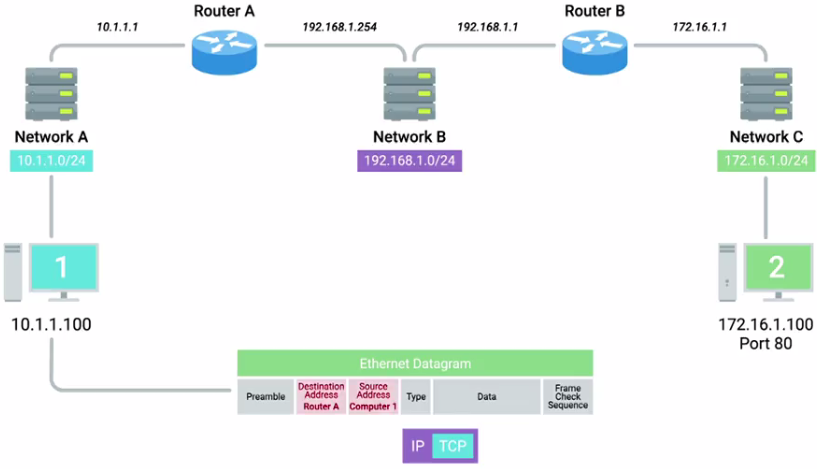 Router A
Router B
10.1.1.1
192.168.1.254
192.168.1.1
172.16.1.1
Network A
Network B
Network C
10.1.1.0/24
192.168.1.0/24
172.16.1.0/24
1
2
10.1.1.100
172.16.1.100
Port 80
Ethernet Datagram
Preamble
Destination
Address
Router A
Source
Address
Computer 1
Type
Data
Frame
Check
Sequence
IP
TCP